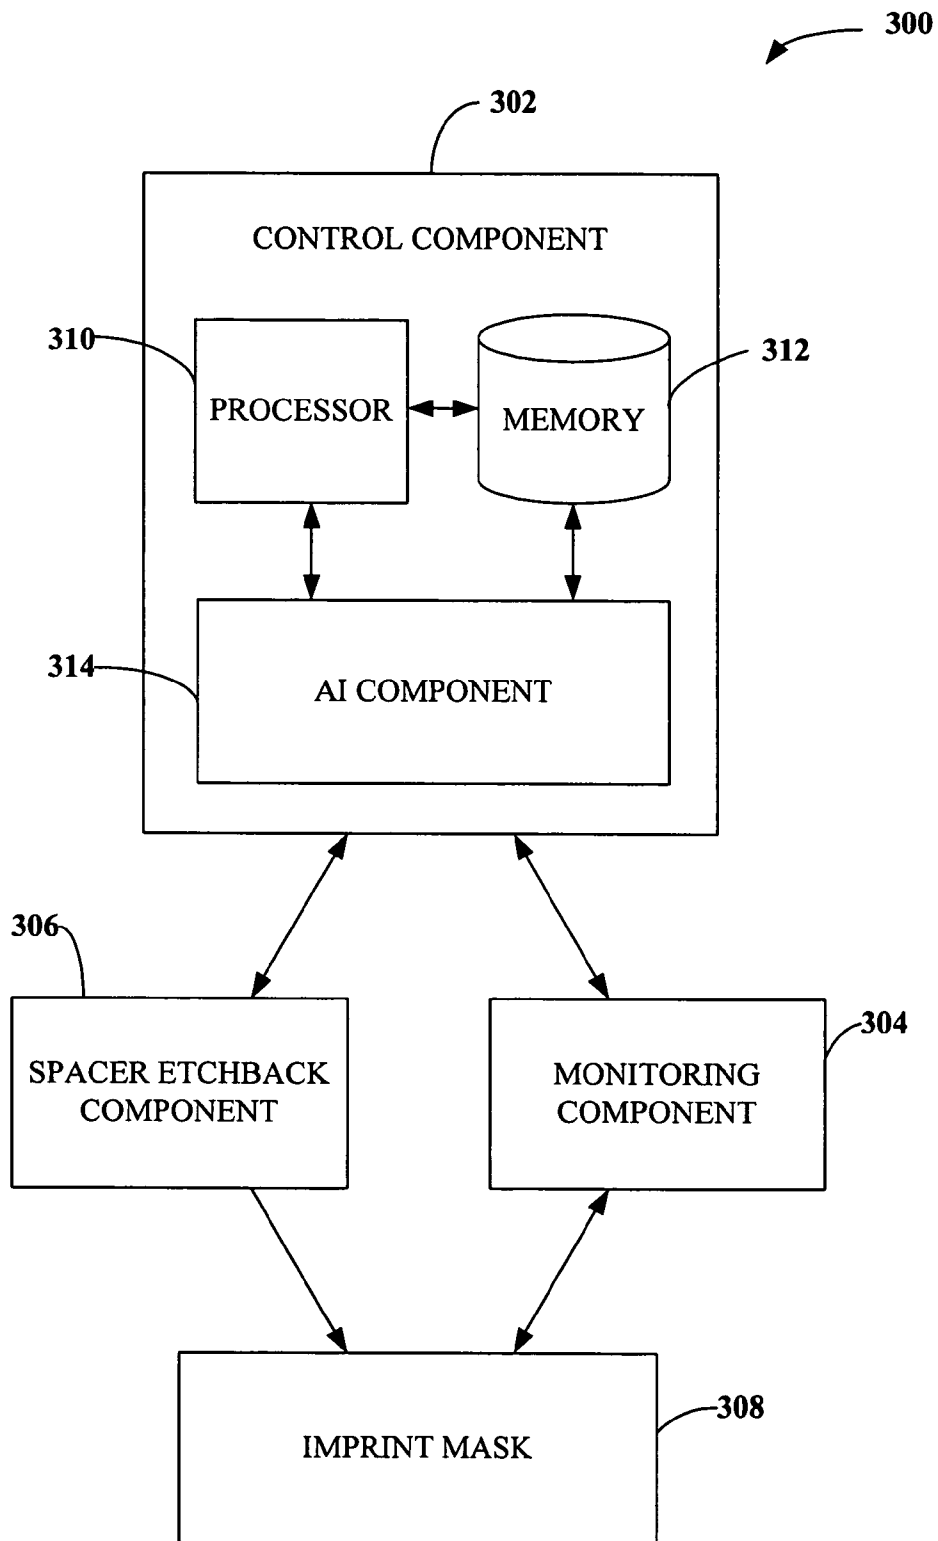 300
302
CONTROL COMPONENT
310
312
PROCESSOR
MEMORY
314
AI COMPONENT
306
304
SPACER ETCHBACK
COMPONENT
MONITORING
COMPONENT
308
IMPRINT MASK